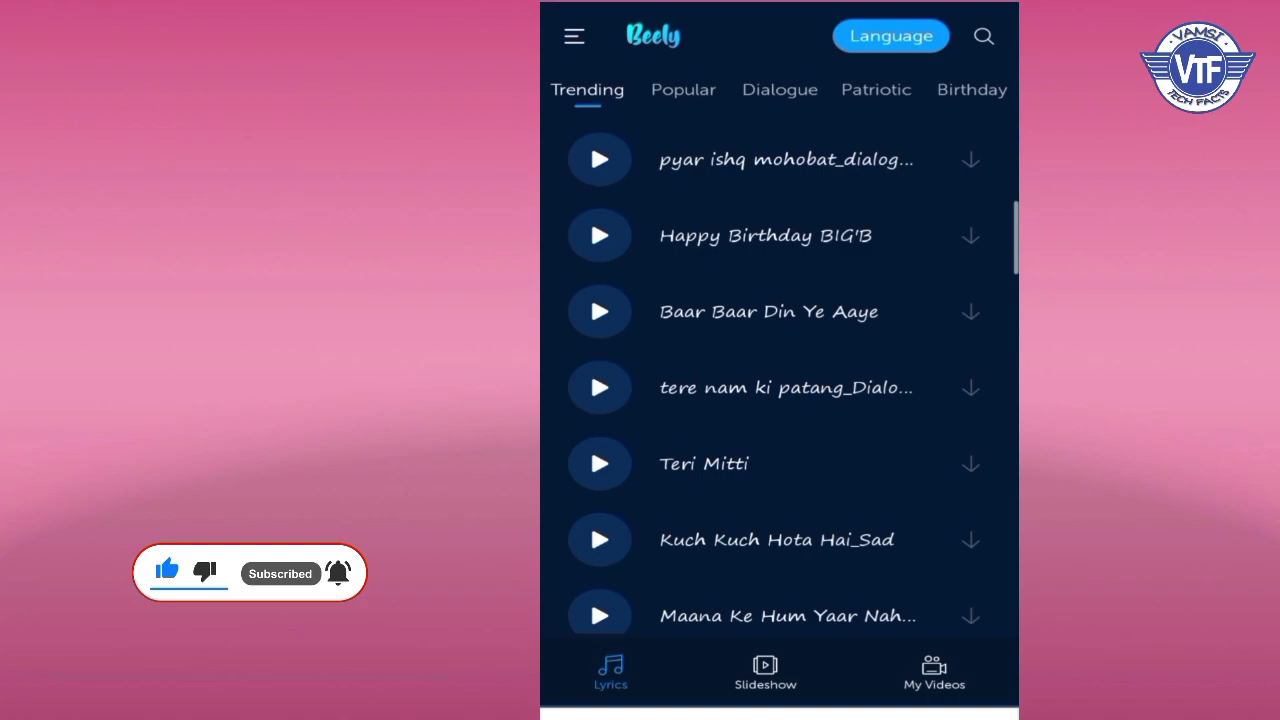 Beely
Language
VAMSI
VTF
TECH FACTS
Trending Popular Dialogue Patriotic Birthday
pyar ishq mohobat_dialog...
Happy Birthday BIG'B
Baar Baar Din Ye Aaye
tere nam ki patang_Dialo...
Teri Mitti
Kuch Kuch Hota Hai_Sad
Subscribed
Maana Ke Hum Yaar Nah...
Lyrics Slideshow My Videos